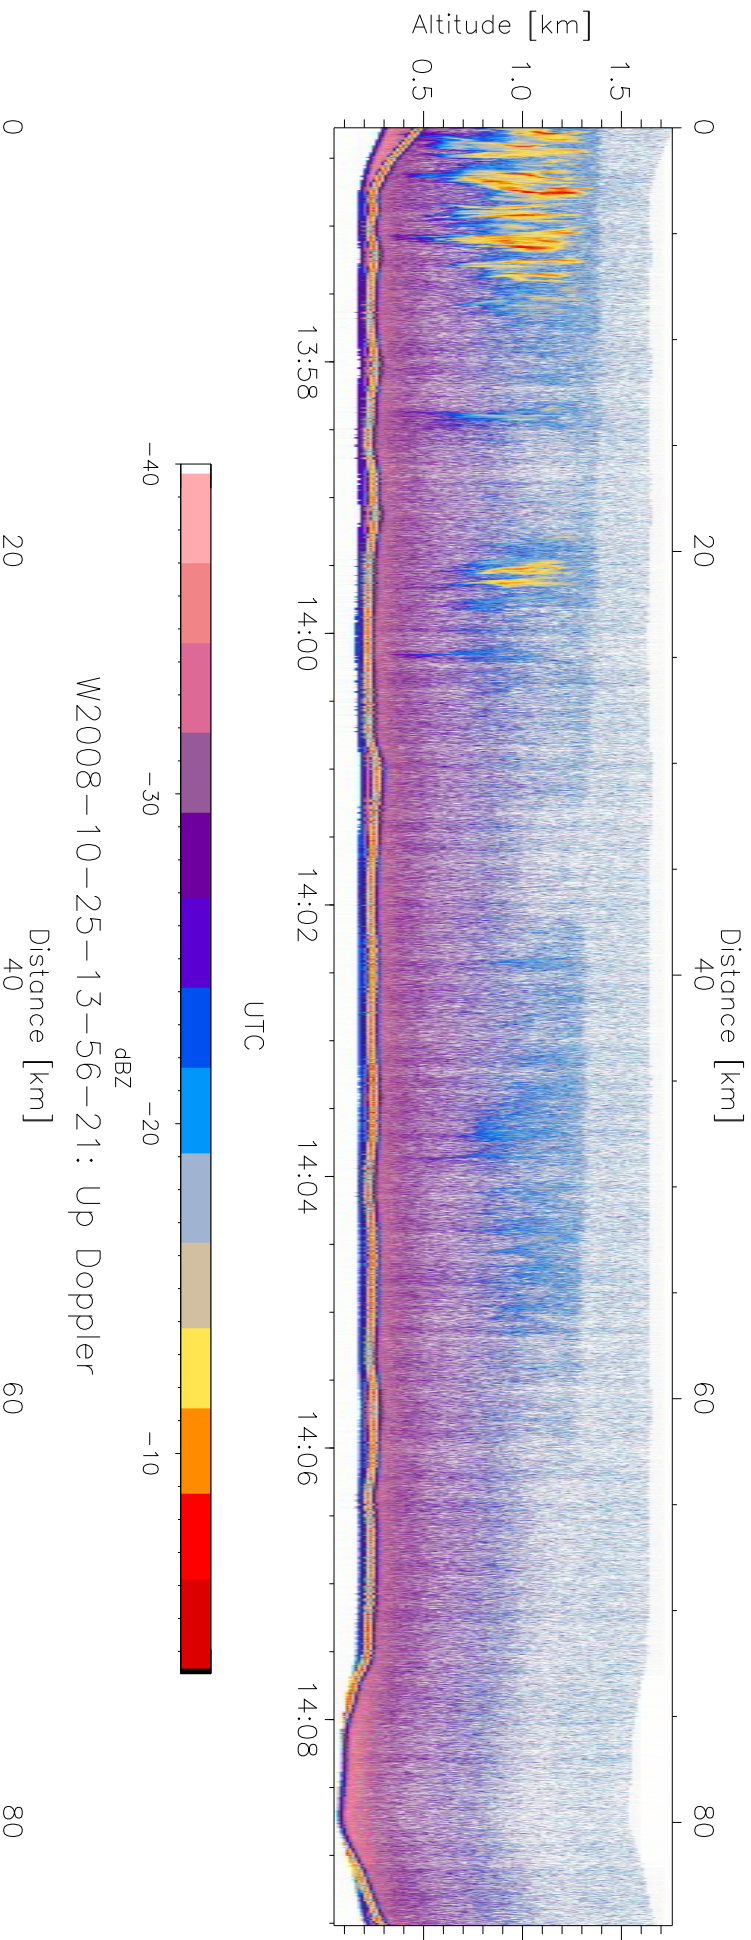 Distance [km]
0 20 40 60 80
Altitude [km]
1.5
1.0
0.5
13:58 14:00 14:02 14:04 14:06 14:08
UTC
-40 -30 -20 -10
dBZ
W2008-10-25-13-56-21: Up Doppler
Distance [km]
0 20 40 60 80